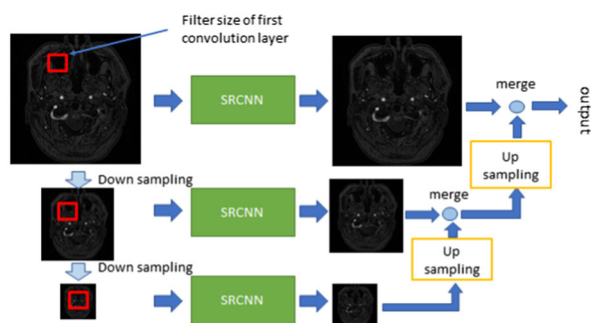 Filter size of first
convolution layer
SRCNN
merge
output
Up
sampling
Down sampling
SRCNN
merge
Up
sampling
Down sampling
SRCNN